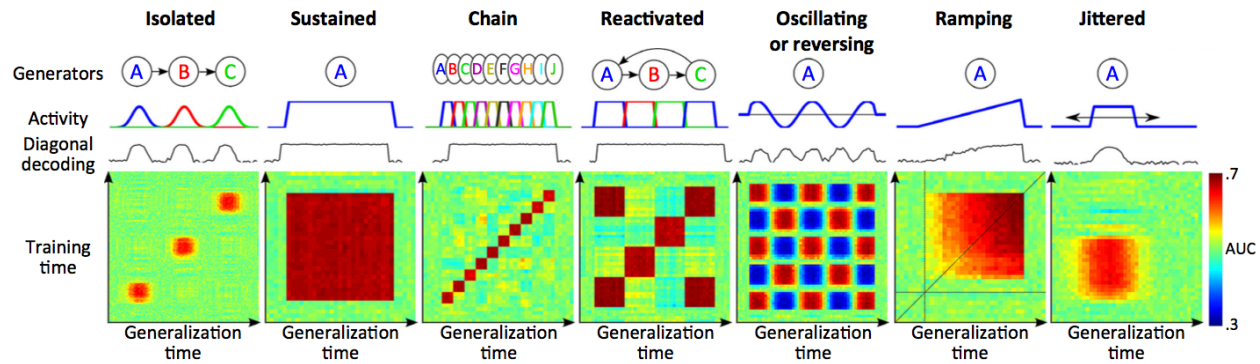 Isolated
Sustained
Chain
Reactivated
Oscillating
or reversing
Ramping
Jittered
Generators
A B C
A
A B C D E F G H I J
A B C
A
A
A
Activity
Diagonal
decoding
Training
time
.7
AUC
.3
Generalization
time
Generalization
time
Generalization
time
Generalization
time
Generalization
time
Generalization
time
Generalization
time